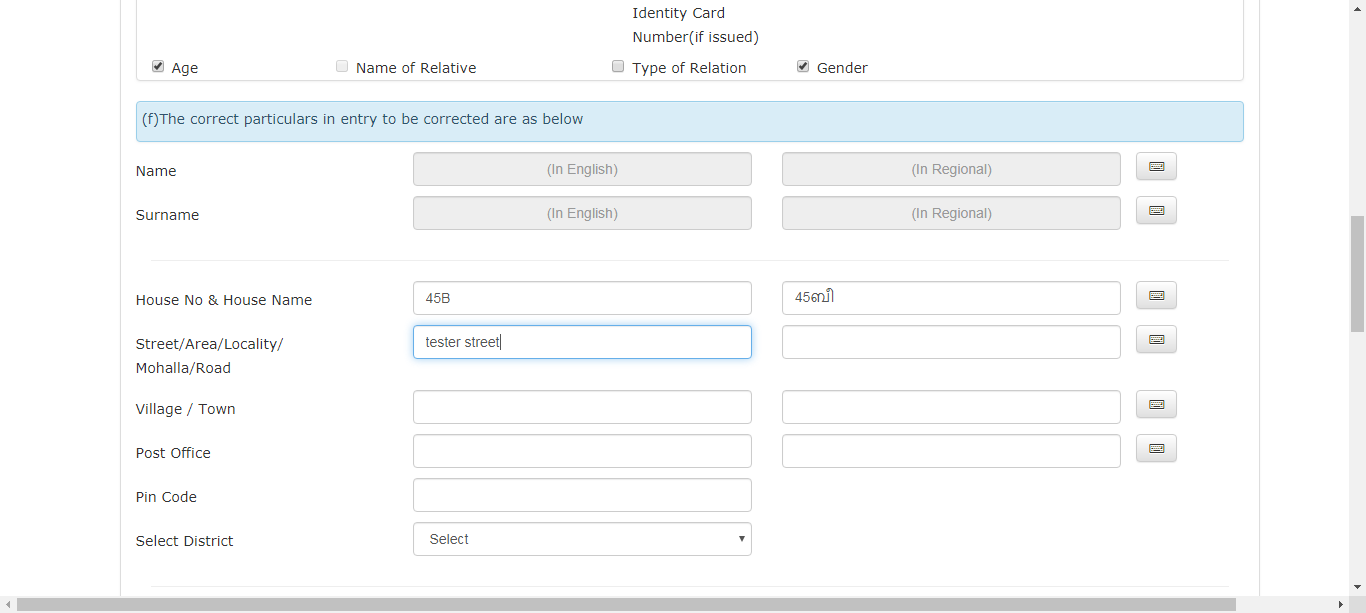 Identity Card
Number(if issued)
Age Name of Relative Type of Relation Gender
(f)The correct particulars in entry to be corrected are as below
Name (In English) (In Regional)
Surname (In English) (In Regional)
House No & House Name 45B 45ബീ
Street/Area/Locality/ tester street
Mohalla/Road
Village / Town
Post Office
Pin Code
Select District Select